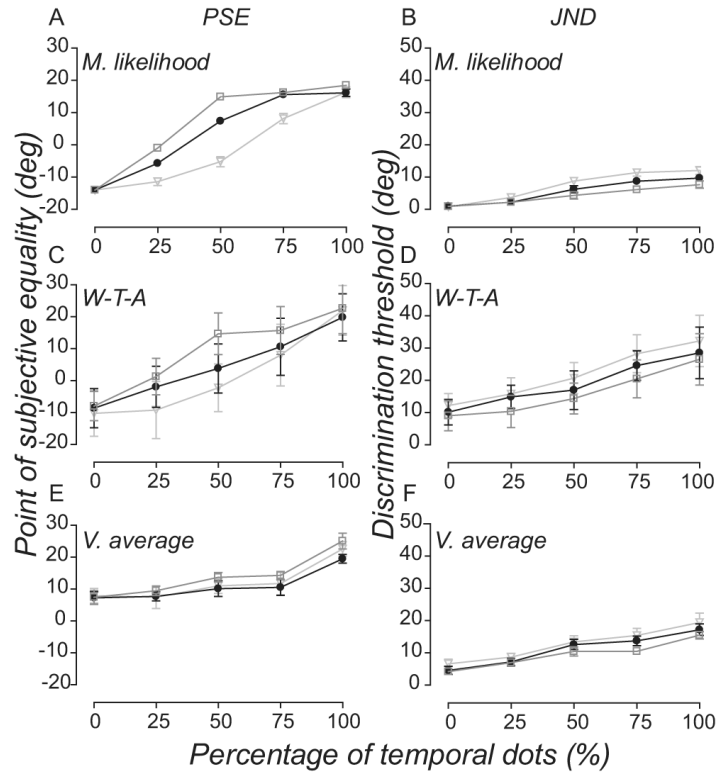 A PSE B JND
M. likelihood M. likelihood
30 50
20 40
10 30
0 20
-10 10
-20 0
0 25 50 75 100 0 25 50 75 100
C D
W-T-A W-T-A
30 50
20 40
10 30
0 20
-10 10
-20 0
0 25 50 75 100 0 25 50 75 100
E F
V. average V. average
30 50
20 40
10 30
0 20
-10 10
-20 0
0 25 50 75 100 0 25 50 75 100
Point of subjective equality (deg)
Discrimination threshold (deg)
Percentage of temporal dots (%)